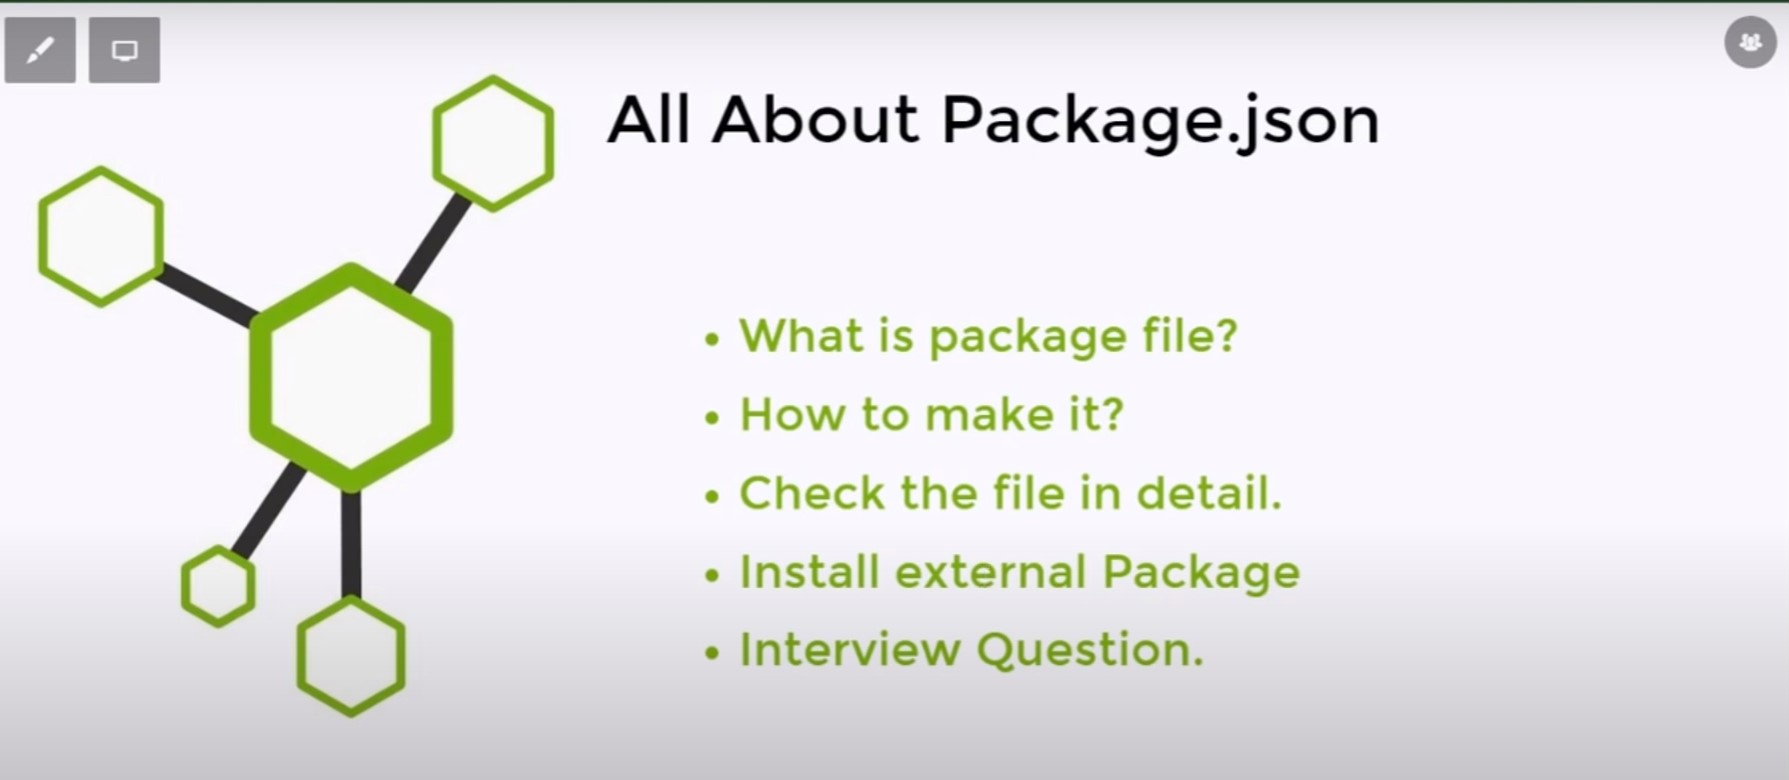 All About Package.json
• What is package file?
• How to make it?
• Check the file in detail.
• Install external Package
• Interview Question.